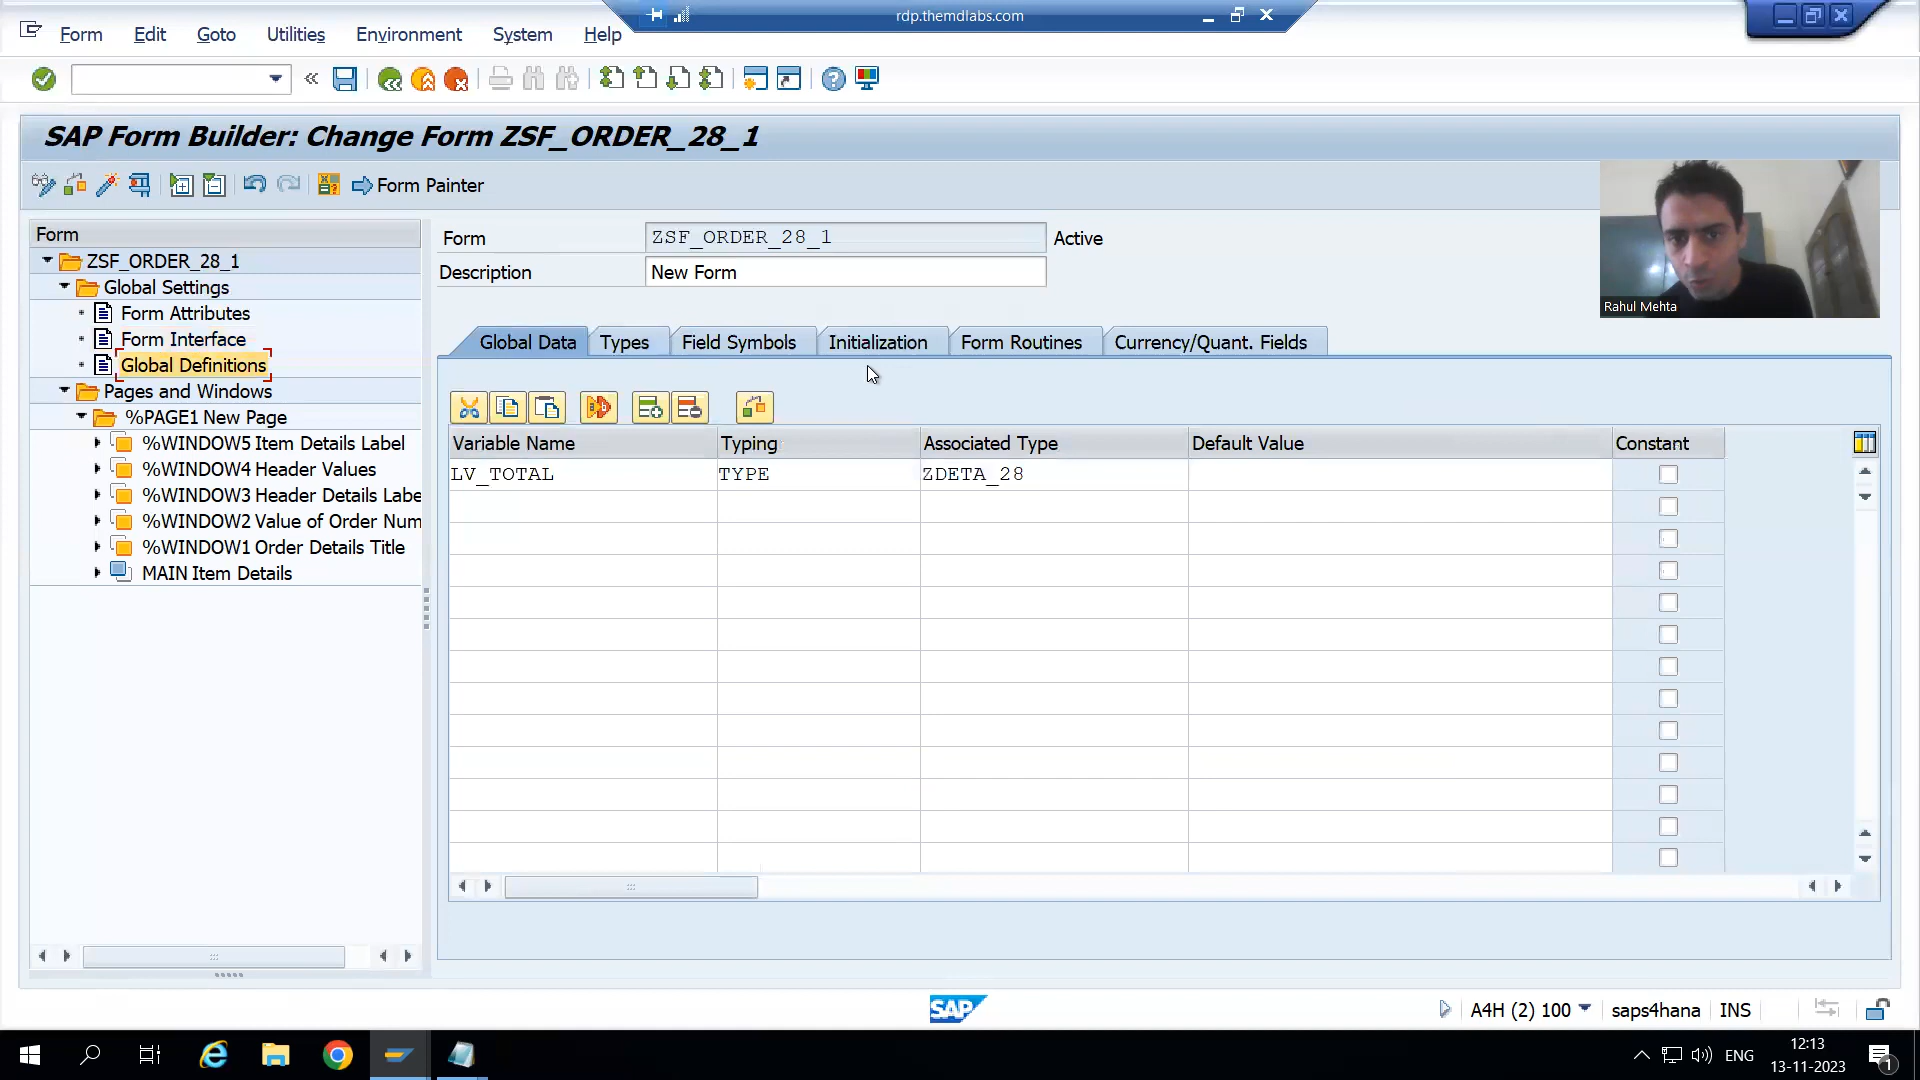 rdp.themdlabs.com
Form Edit Goto Utilities Environment System Help
SAP Form Builder: Change Form ZSF_ORDER_28_1
Form Painter
Rahul Mehta
Form
ZSF_ORDER_28_1
Global Settings
Form Attributes
Form Interface
Global Definitions
Pages and Windows
%PAGE1 New Page
%WINDOW5 Item Details Label
%WINDOW4 Header Values
%WINDOW3 Header Details Labe
%WINDOW2 Value of Order Num
%WINDOW1 Order Details Title
MAIN Item Details
Form ZSF_ORDER_28_1 Active
Description New Form
Global Data Types Field Symbols Initialization Form Routines Currency/Quant. Fields
Variable Name Typing Associated Type Default Value Constant
LV_TOTAL TYPE ZDETA_28
SAP
A4H (2) 100 saps4hana INS
ENG
12:13
13-11-2023
1